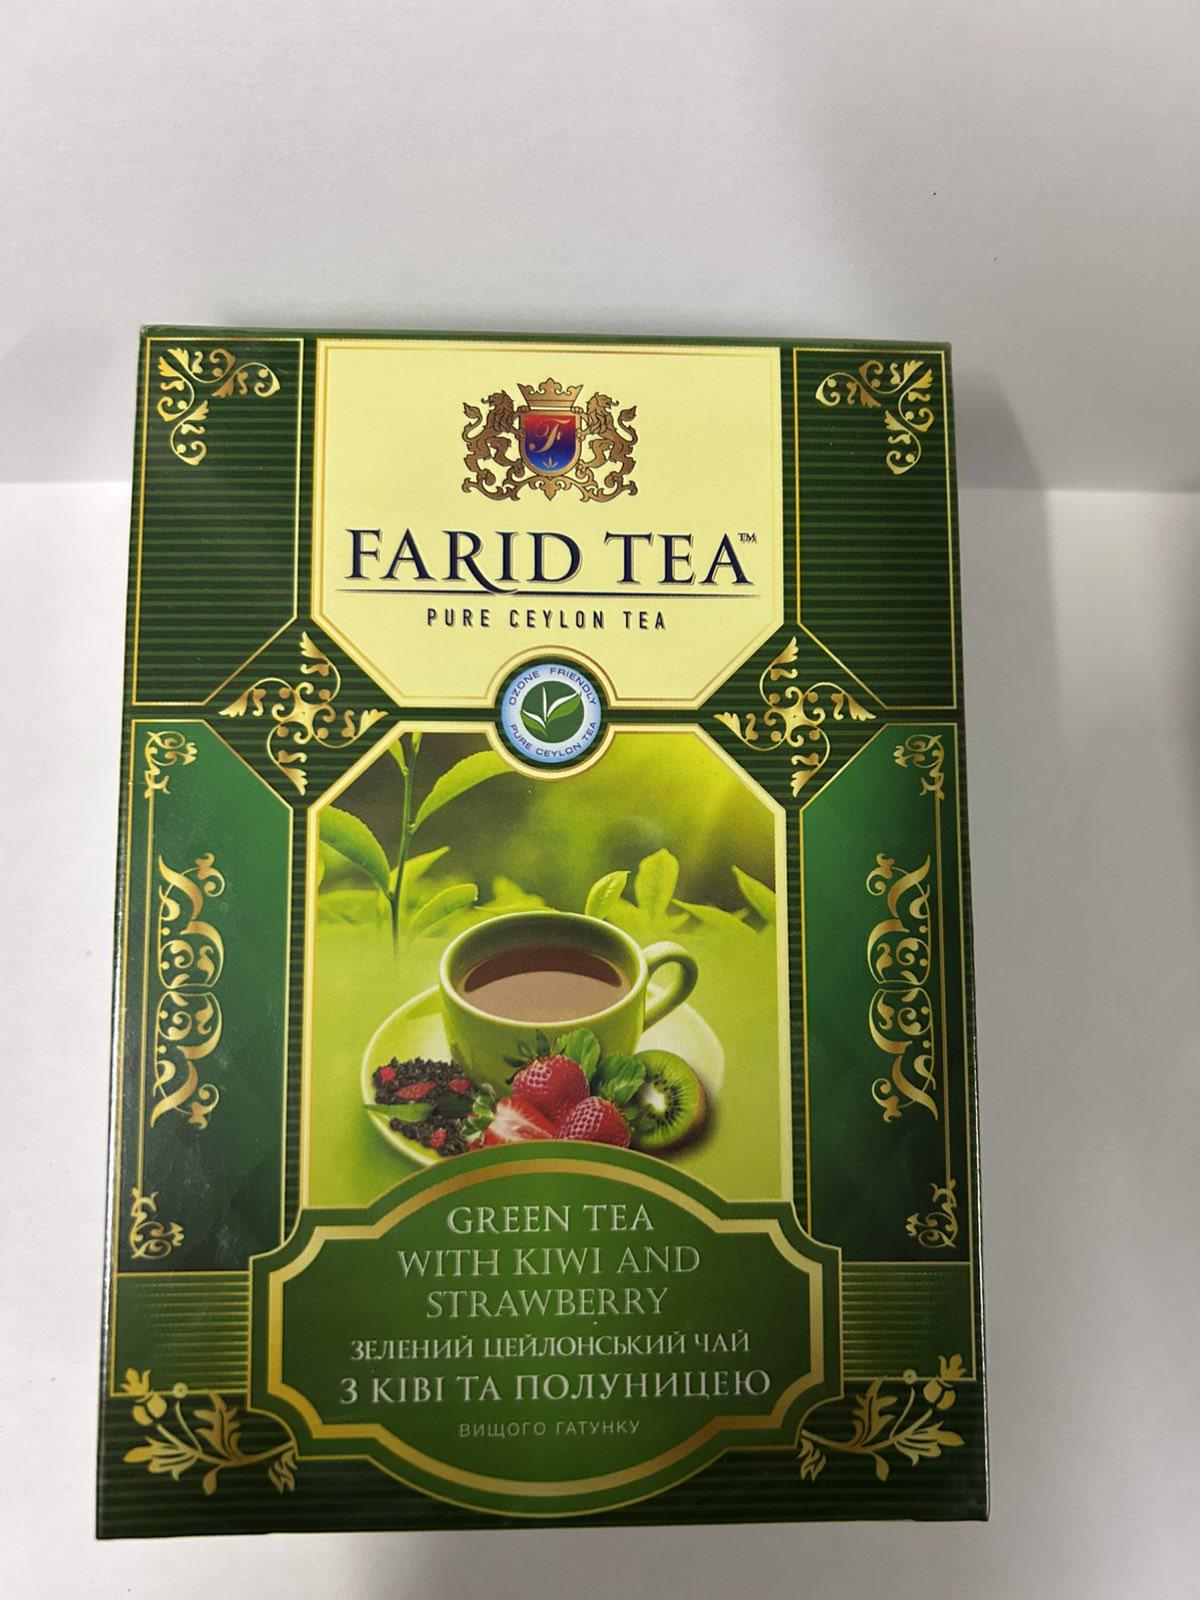 F
FARID TEA™
PURE CEYLON TEA
OZONE FRIENDLY
PURE CEYLON TEA
GREEN TEA
WITH KIWI AND
STRAWBERRY
ЗЕЛЕНИЙ ЦЕЙЛОНСЬКИЙ ЧАЙ
З КІВІ ТА ПОЛУНИЦЕЮ
ВИЩОГО ГАТУНКУ